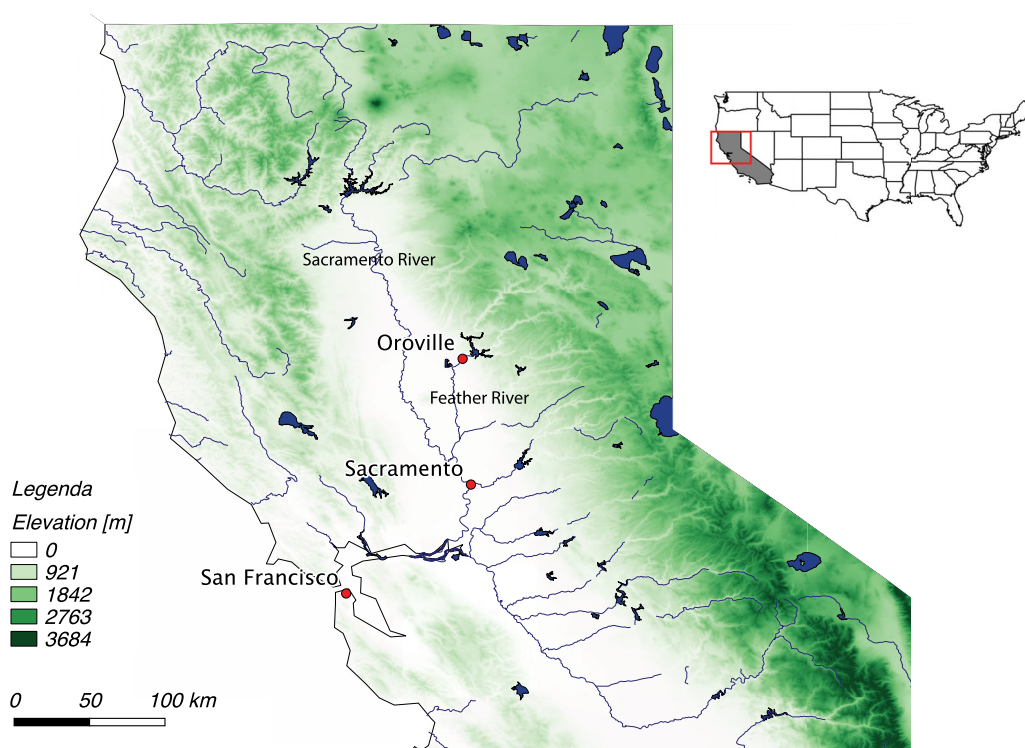 Sacramento River
Oroville
Feather River
Sacramento
San Francisco
Legenda
Elevation [m]
0
921
1842
2763
3684
0 50 100 km